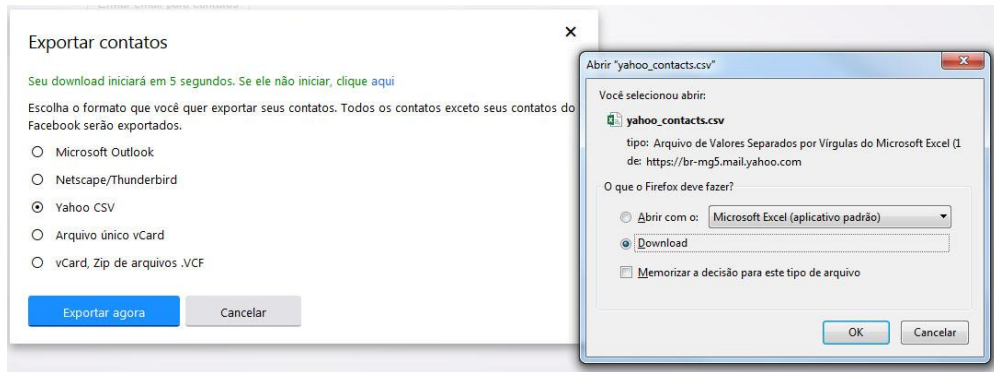 Exportar contatos
Seu download iniciará em 5 segundos. Se ele não iniciar, clique aqui
Escolha o formato que você quer exportar seus contatos. Todos os contatos exceto seus contatos do
Facebook serão exportados.
Microsoft Outlook
Netscape/Thunderbird
Yahoo CSV
Arquivo único vCard
vCard, Zip de arquivos .VCF
Exportar agora
Cancelar
Abrir "yahoo_contacts.csv"
Você selecionou abrir:
yahoo_contacts.csv
tipo: Arquivo de Valores Separados por Vírgulas do Microsoft Excel (1
de: https://br-mg5.mail.yahoo.com
O que o Firefox deve fazer?
Abrir com o: Microsoft Excel (aplicativo padrão)
Download
Memorizar a decisão para este tipo de arquivo
OK
Cancelar